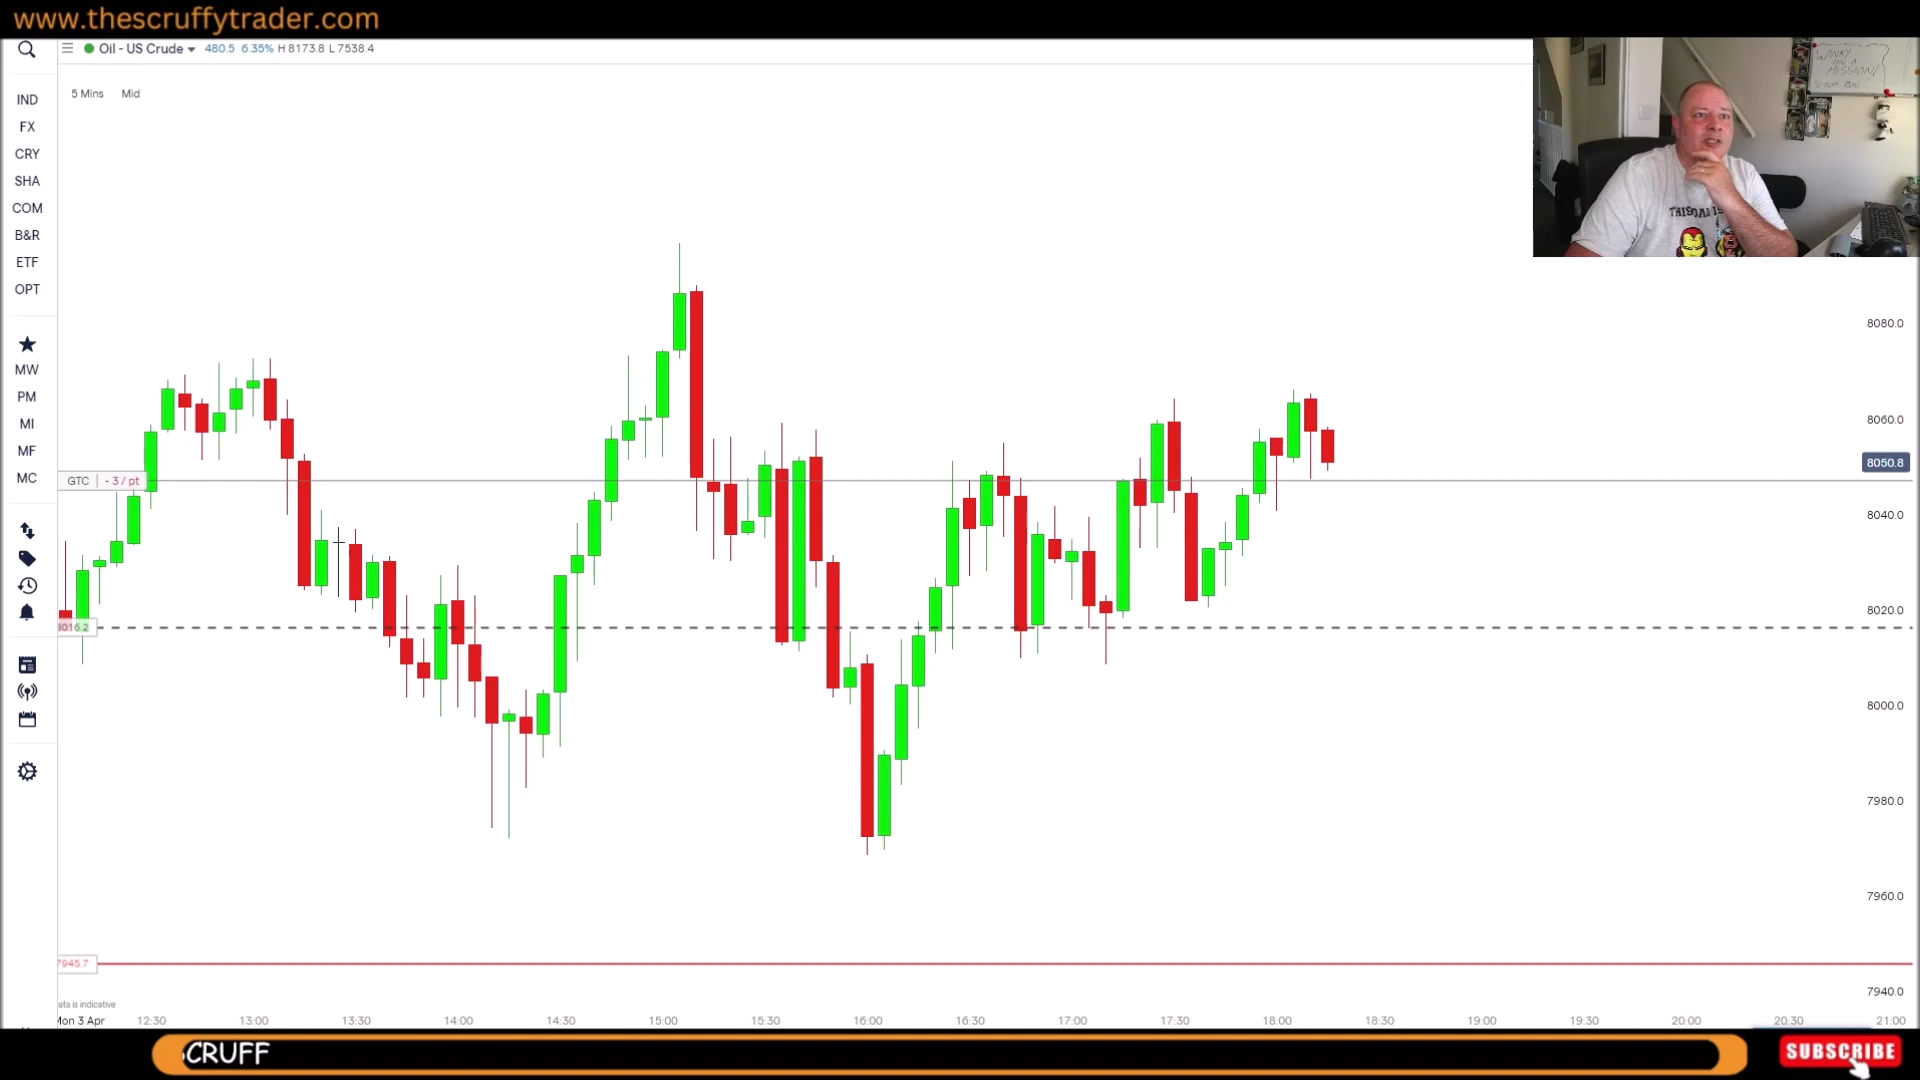 www.thescruffytrader.com
Oil - US Crude 480.5 6.35% H 8173.8 L 7538.4
5 Mins Mid
IND
FX
CRY
SHA
COM
B&R
ETF
OPT
MW
PM
MI
MF
MC
WINKY
ON A
MISSION!
8080.0
8060.0
8050.8
GTC - 3 / pt
8040.0
8020.0
8016.2
8000.0
7980.0
7960.0
7945.7
7940.0
ata is indicative
Mon 3 Apr 12:30 13:00 13:30 14:00 14:30 15:00 15:30 16:00 16:30 17:00 17:30 18:00 18:30 19:00 19:30 20:00 20:30 21:00
SCRUFF
SUBSCRIBE